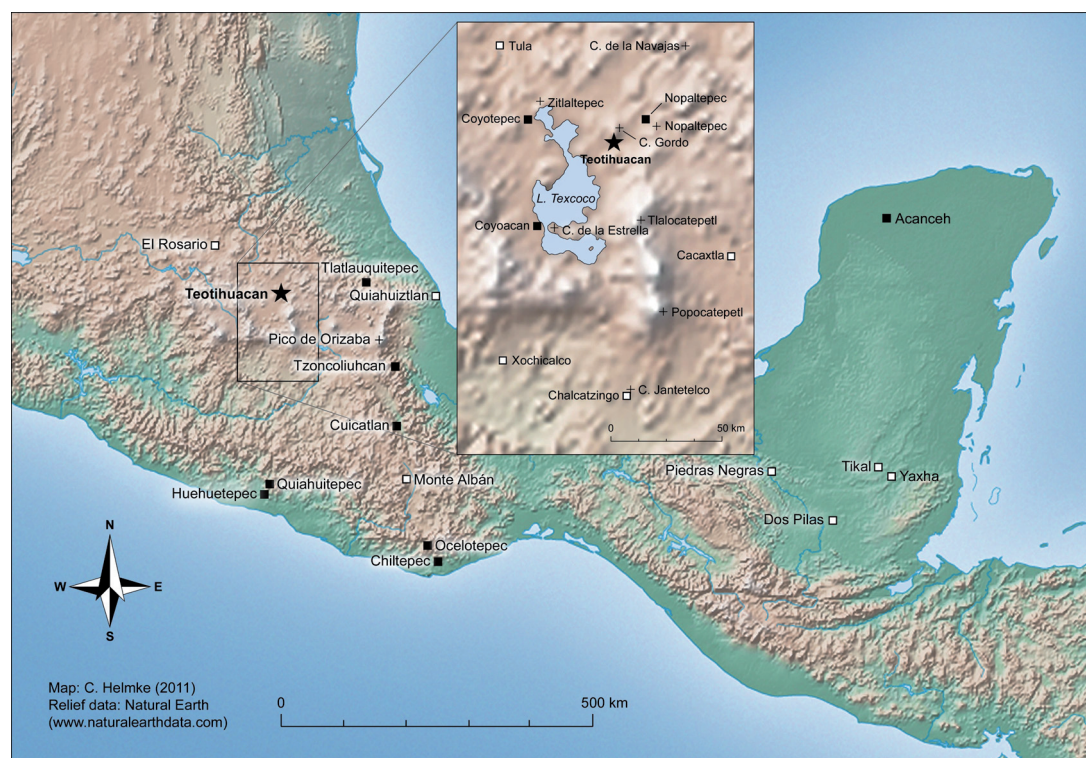 Tula
C. de la Navajas
Zitlaltepec
Nopaltepec
Coyotepec
Nopaltepec
C. Gordo
Teotihuacan
L. Texcoco
Tlalocatepetl
Coyoacan
C. de la Estrella
Cacaxtla
Popocatepetl
Xochicalco
C. Jantetelco
Chalcatzingo
0 50 km
Acanceh
El Rosario
Tlatlauquitepec
Teotihuacan
Quiahuiztlan
Pico de Orizaba
Tzoncoliuhcan
Cuicatlan
Piedras Negras
Tikal
Yaxha
Quiahuitepec
Monte Albán
Huehuetepec
Dos Pilas
Ocelotepec
Chiltepec
N
W E
S
Map: C. Helmke (2011)
Relief data: Natural Earth
(www.naturalearthdata.com)
0 500 km